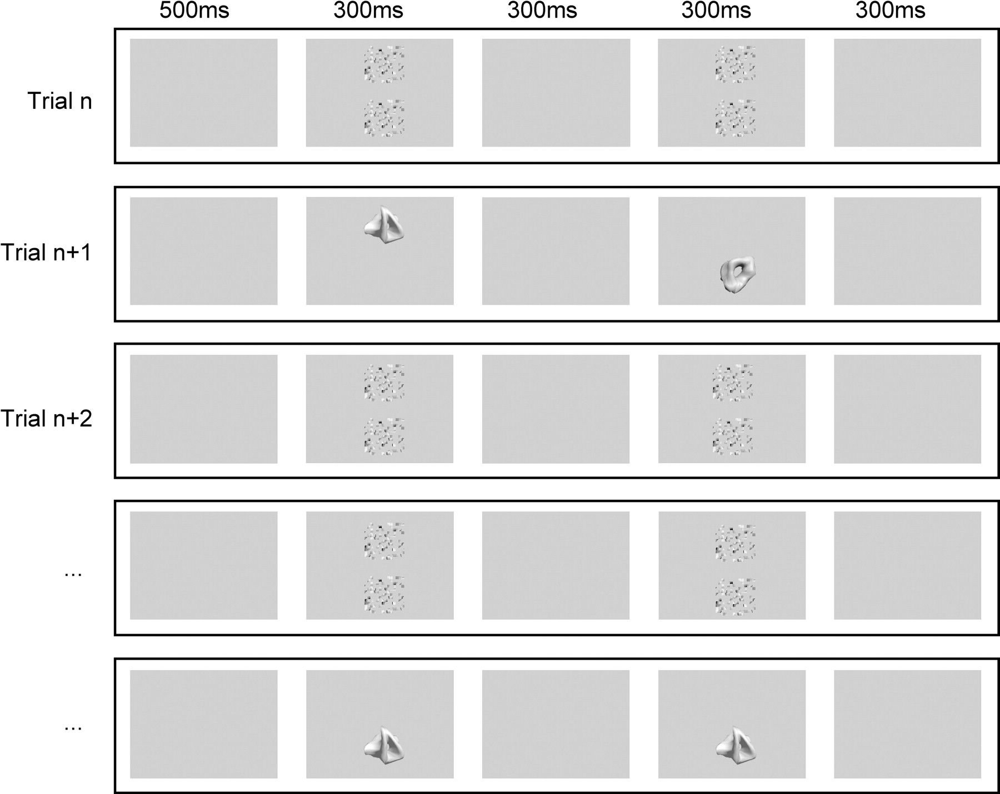 500ms 300ms 300ms 300ms 300ms
Trial n
Trial n+1
Trial n+2
...
...